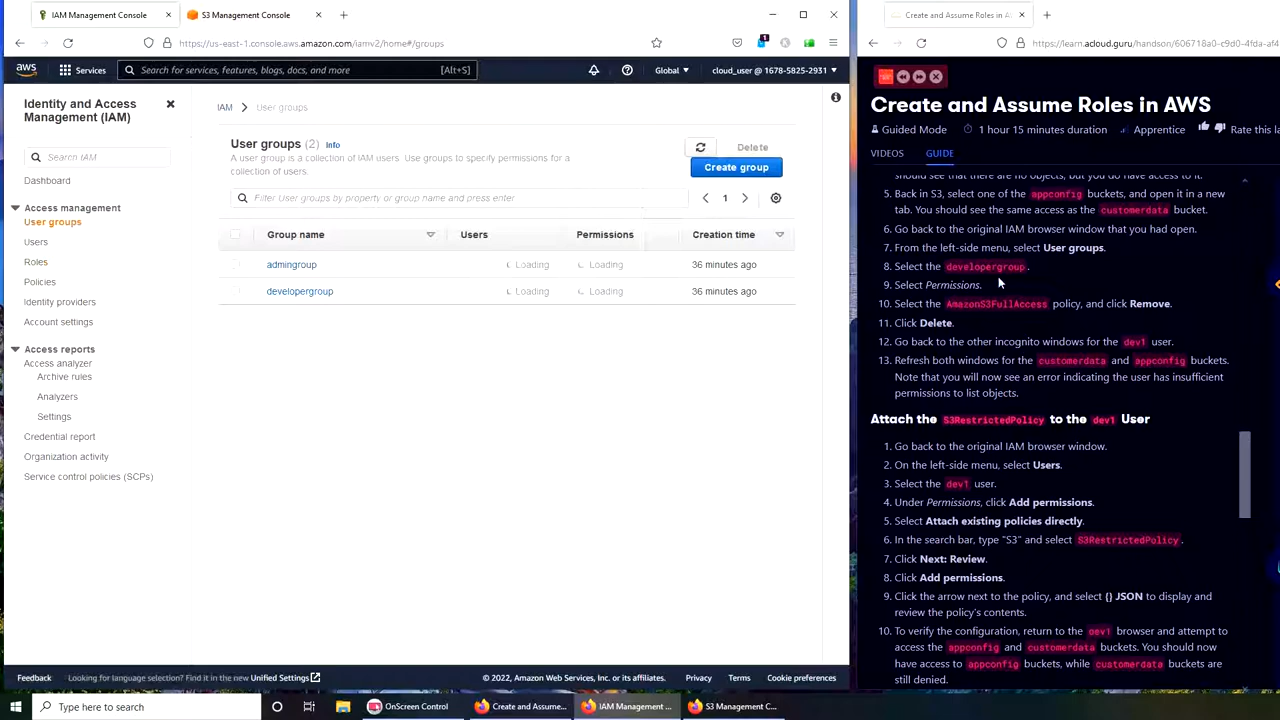 IAM Management Console
S3 Management Console
Create and Assume Roles in A
https://us-east-1.console.aws.amazon.com/iamv2/home#/groups
1
https://learn.acloud.guru/handson/606718a0-c9d0-4fda-af4
aws
Services
Search for services, features, blogs, docs, and more
[Alt+S]
Global
cloud_user @ 1678-5825-2931
Identity and Access
Management (IAM)
Search IAM
Dashboard
Access management
User groups
Users
Roles
Policies
Identity providers
Account settings
Access reports
Access analyzer
Archive rules
Analyzers
Settings
Credential report
Organization activity
Service control policies (SCPs)
IAM
User groups
User groups (2) Info
A user group is a collection of IAM users. Use groups to specify permissions for a
collection of users.
Delete
Create group
Filter User groups by property or group name and press enter
1
Group name
Users
Permissions
Creation time
admingroup
Loading
Loading
36 minutes ago
developergroup
Loading
Loading
36 minutes ago
Create and Assume Roles in AWS
Guided Mode
1 hour 15 minutes duration
Apprentice
Rate this la
VIDEOS
GUIDE
should see that there are no objects, but you do have access to it.
5. Back in S3, select one of the appconfig buckets, and open it in a new
tab. You should see the same access as the customerdata bucket.
6. Go back to the original IAM browser window that you had open.
7. From the left-side menu, select User groups.
8. Select the developergroup.
9. Select Permissions.
10. Select the AmazonS3FullAccess policy, and click Remove.
11. Click Delete.
12. Go back to the other incognito windows for the dev1 user.
13. Refresh both windows for the customerdata and appconfig buckets.
Note that you will now see an error indicating the user has insufficient
permissions to list objects.
Attach the S3RestrictedPolicy to the dev1 User
1. Go back to the original IAM browser window.
2. On the left-side menu, select Users.
3. Select the dev1 user.
4. Under Permissions, click Add permissions.
5. Select Attach existing policies directly.
6. In the search bar, type "S3" and select S3RestrictedPolicy.
7. Click Next: Review.
8. Click Add permissions.
9. Click the arrow next to the policy, and select {} JSON to display and
review the policy's contents.
10. To verify the configuration, return to the dev1 browser and attempt to
access the appconfig and customerdata buckets. You should now
have access to appconfig buckets, while customerdata buckets are
still denied.
Feedback
Looking for language selection? Find it in the new Unified Settings
© 2022, Amazon Web Services, Inc. or its affiliates.
Privacy
Terms
Cookie preferences
Type here to search
OnScreen Control
Create and Assume...
IAM Management ...
S3 Management C...